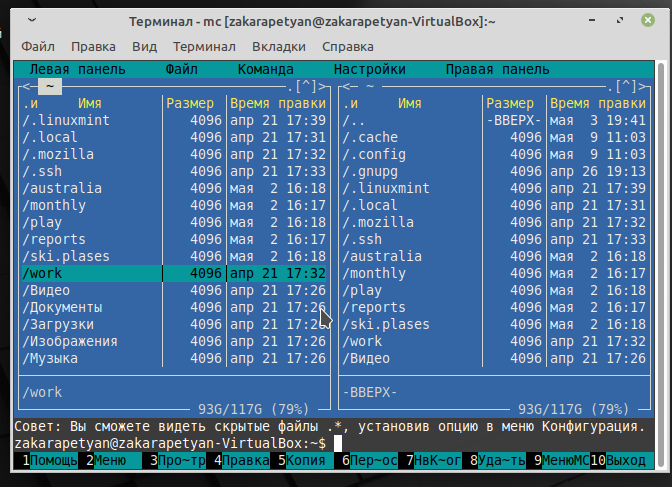 Терминал - mc [zakarapetyan@zakarapetyan-VirtualBox]:~
Файл Правка Вид Терминал Вкладки Справка
Левая панель Файл Команда Настройки Правая панель
<─ ~ .[^]>
.и Имя Размер Время правки
/.linuxmint 4096 апр 21 17:39
/.local 4096 апр 21 17:31
/.mozilla 4096 апр 21 17:32
/.ssh 4096 апр 21 17:33
/australia 4096 мая 2 16:18
/monthly 4096 мая 2 16:17
/play 4096 мая 2 16:18
/reports 4096 мая 2 16:17
/ski.plases 4096 мая 2 16:18
/work 4096 апр 21 17:32
/Видео 4096 апр 21 17:26
/Документы 4096 апр 21 17:26
/Загрузки 4096 апр 21 17:26
/Изображения 4096 апр 21 17:26
/Музыка 4096 апр 21 17:26
/work
93G/117G (79%)
<─ ~ .[^]>
.и Имя Размер Время правки
/.. -ВВЕРХ- мая 3 19:41
/.cache 4096 мая 9 11:03
/.config 4096 мая 9 11:03
/.gnupg 4096 апр 26 19:13
/.linuxmint 4096 апр 21 17:39
/.local 4096 апр 21 17:31
/.mozilla 4096 апр 21 17:32
/.ssh 4096 апр 21 17:33
/australia 4096 мая 2 16:18
/monthly 4096 мая 2 16:17
/play 4096 мая 2 16:18
/reports 4096 мая 2 16:17
/ski.plases 4096 мая 2 16:18
/work 4096 апр 21 17:32
/Видео 4096 апр 21 17:26
-ВВЕРХ-
93G/117G (79%)
Совет: Вы сможете видеть скрытые файлы .*, установив опцию в меню Конфигурация.
zakarapetyan@zakarapetyan-VirtualBox:~$
1Помощь 2Меню 3Про~тр 4Правка 5Копия 6Пер~ос 7НвК~ог 8Уда~ть 9МенюMC 10Выход